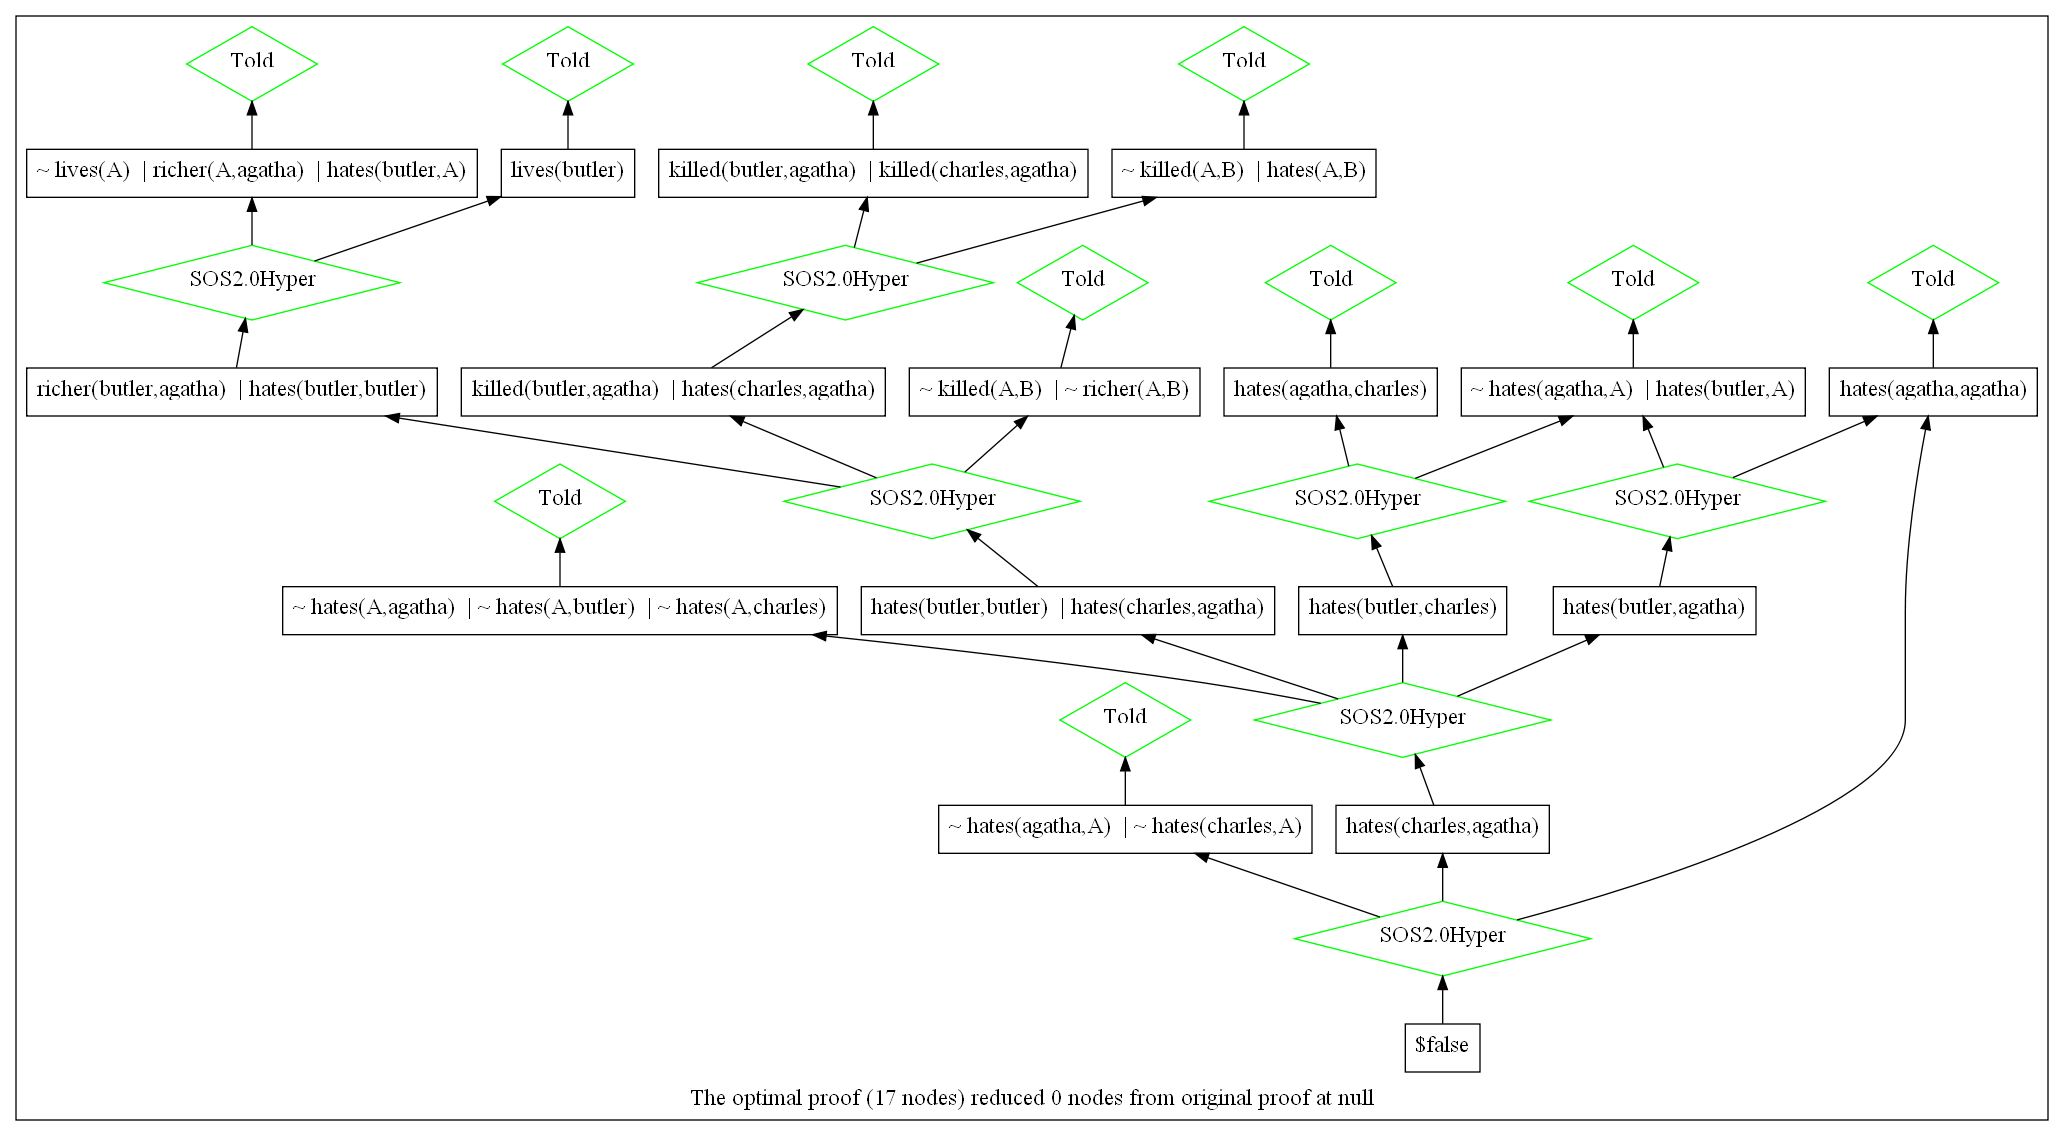 Told
Told
Told
Told
~ lives(A) | richer(A,agatha) | hates(butler,A)
lives(butler)
killed(butler,agatha) | killed(charles,agatha)
~ killed(A,B) | hates(A,B)
SOS2.0Hyper
SOS2.0Hyper
Told
Told
Told
Told
richer(butler,agatha) | hates(butler,butler)
killed(butler,agatha) | hates(charles,agatha)
~ killed(A,B) | ~ richer(A,B)
hates(agatha,charles)
~ hates(agatha,A) | hates(butler,A)
hates(agatha,agatha)
Told
SOS2.0Hyper
SOS2.0Hyper
SOS2.0Hyper
~ hates(A,agatha) | ~ hates(A,butler) | ~ hates(A,charles)
hates(butler,butler) | hates(charles,agatha)
hates(butler,charles)
hates(butler,agatha)
Told
SOS2.0Hyper
~ hates(agatha,A) | ~ hates(charles,A)
hates(charles,agatha)
SOS2.0Hyper
$false
The optimal proof (17 nodes) reduced 0 nodes from original proof at null